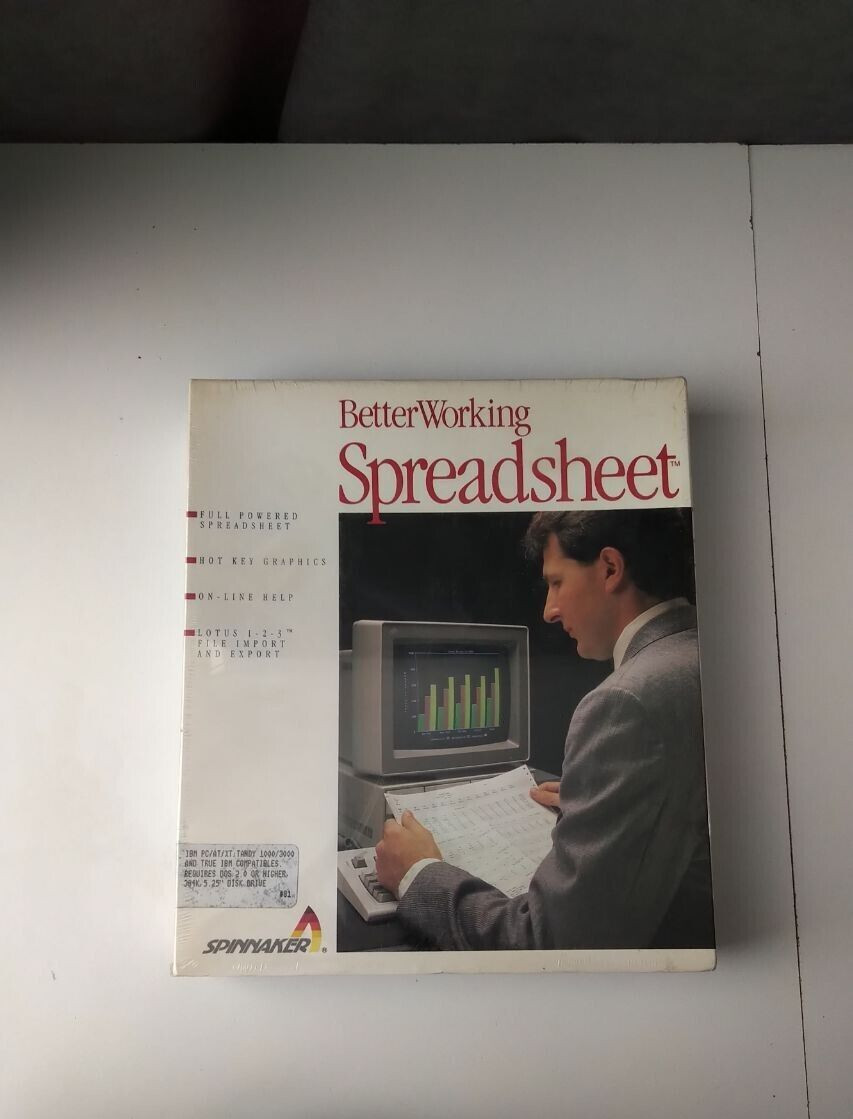 BetterWorking
Spreadsheet™
FULL POWERED
SPREADSHEET
HOT KEY GRAPHICS
ON-LINE HELP
LOTUS 1-2-3™
FILE IMPORT
AND EXPORT
IBM PC/AT/XT, TANDY 1000/3000
AND TRUE IBM COMPATIBLES.
REQUIRES DOS 2.0 OR HIGHER,
384K, 5.25" DISK DRIVE
#81
SPINNAKER®